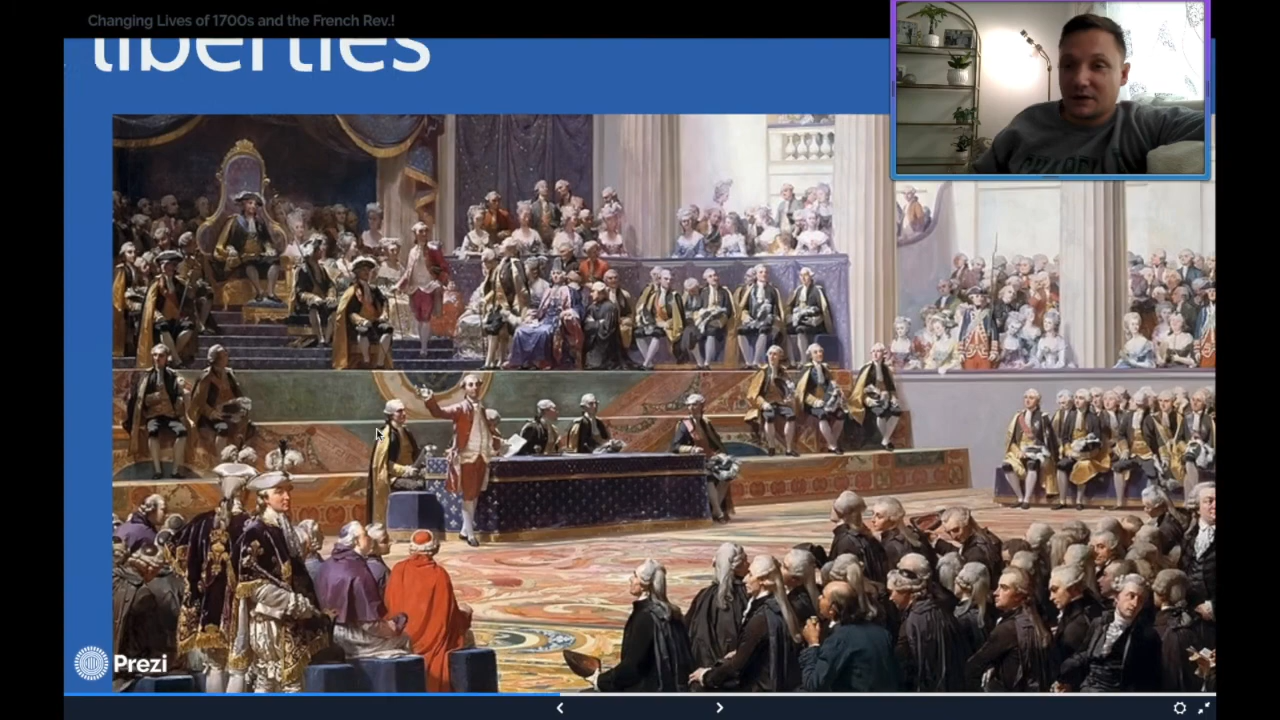 Changing Lives of 1700s and the French Rev.!
liberties
Prezi